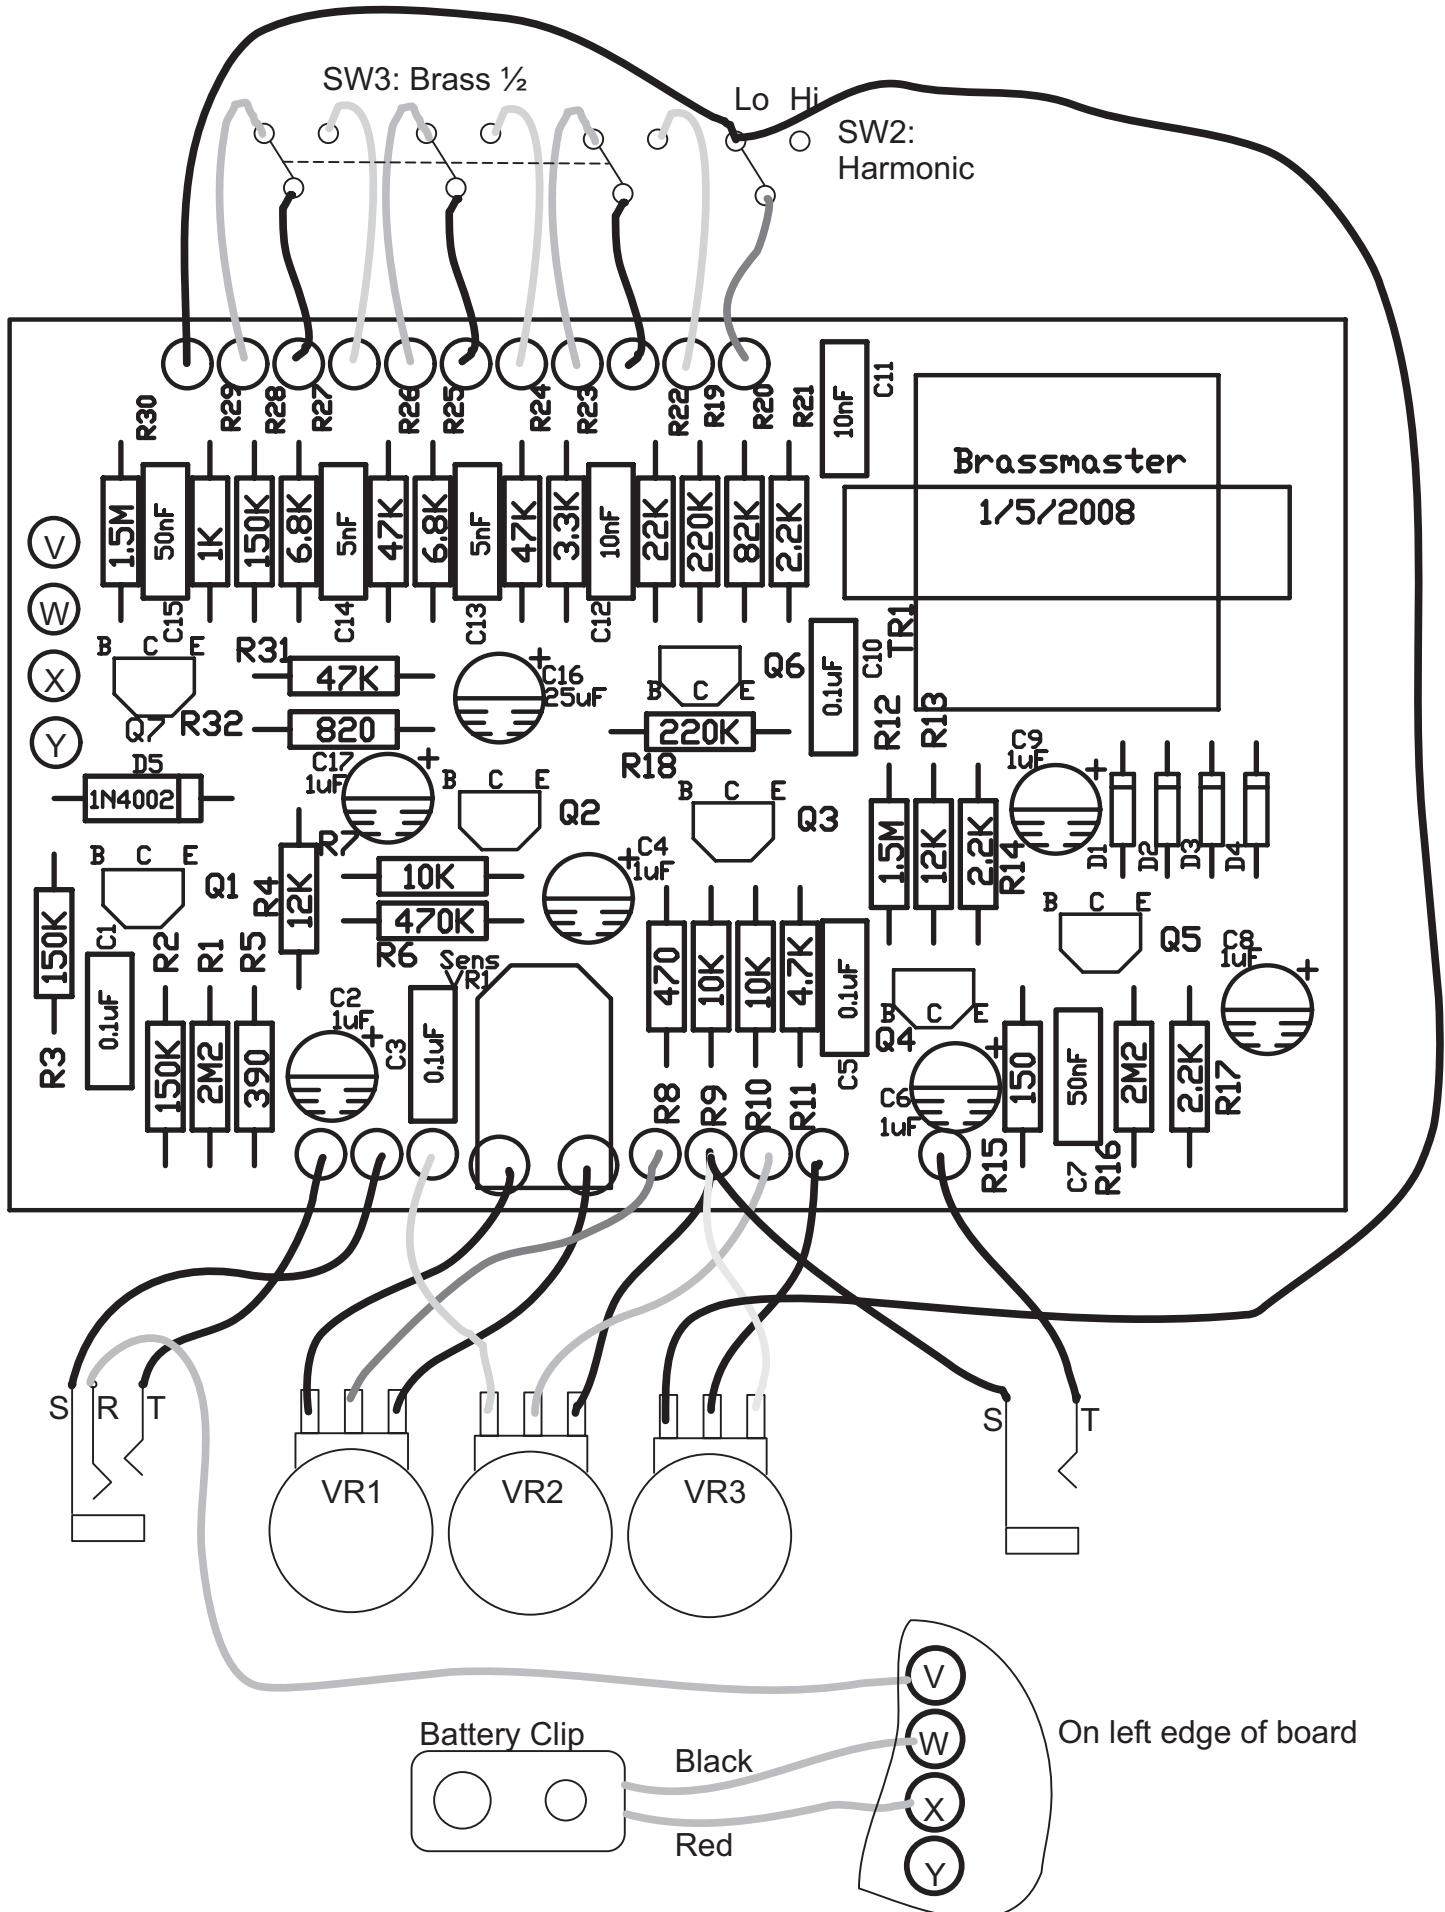 SW3: Brass ½
Lo Hi
SW2:
Harmonic
R30
R29
R28
R27
R26
R25
R24
R23
R22
R19
R20
R21
10nF
C11
Brassmaster
1/5/2008
1.5M
50nF
1K
150K
6.8K
5nF
47K
6.8K
5nF
47K
3.3K
10nF
22K
220K
82K
2.2K
V
W
X
Y
C15
C14
C13
C12
TR1
B C E
Q7
R31
47K
R32
820
C16
25uF
+
B C E
Q6
220K
R18
0.1uF
C10
R12
R13
D5
1N4002
C17
1uF
+
B C E
Q2
B C E
Q3
C9
1uF
+
1.5M
12K
2.2K
R14
D1
D2
D3
D4
B C E
Q1
R4
12K
R7
10K
470K
R6
C4
1uF
+
B C E
Q5
C8
1uF
+
150K
R3
C1
0.1uF
R2
R1
R5
150K
2M2
390
C2
1uF
+
C3
0.1uF
Sens
VR1
470
10K
10K
4.7K
0.1uF
C5
R8
R9
R10
R11
B C E
Q4
C6
1uF
+
150
R15
50nF
C7
2M2
R16
2.2K
R17
S R T
VR1
VR2
VR3
S T
Battery Clip
Black
Red
V
W
X
Y
On left edge of board